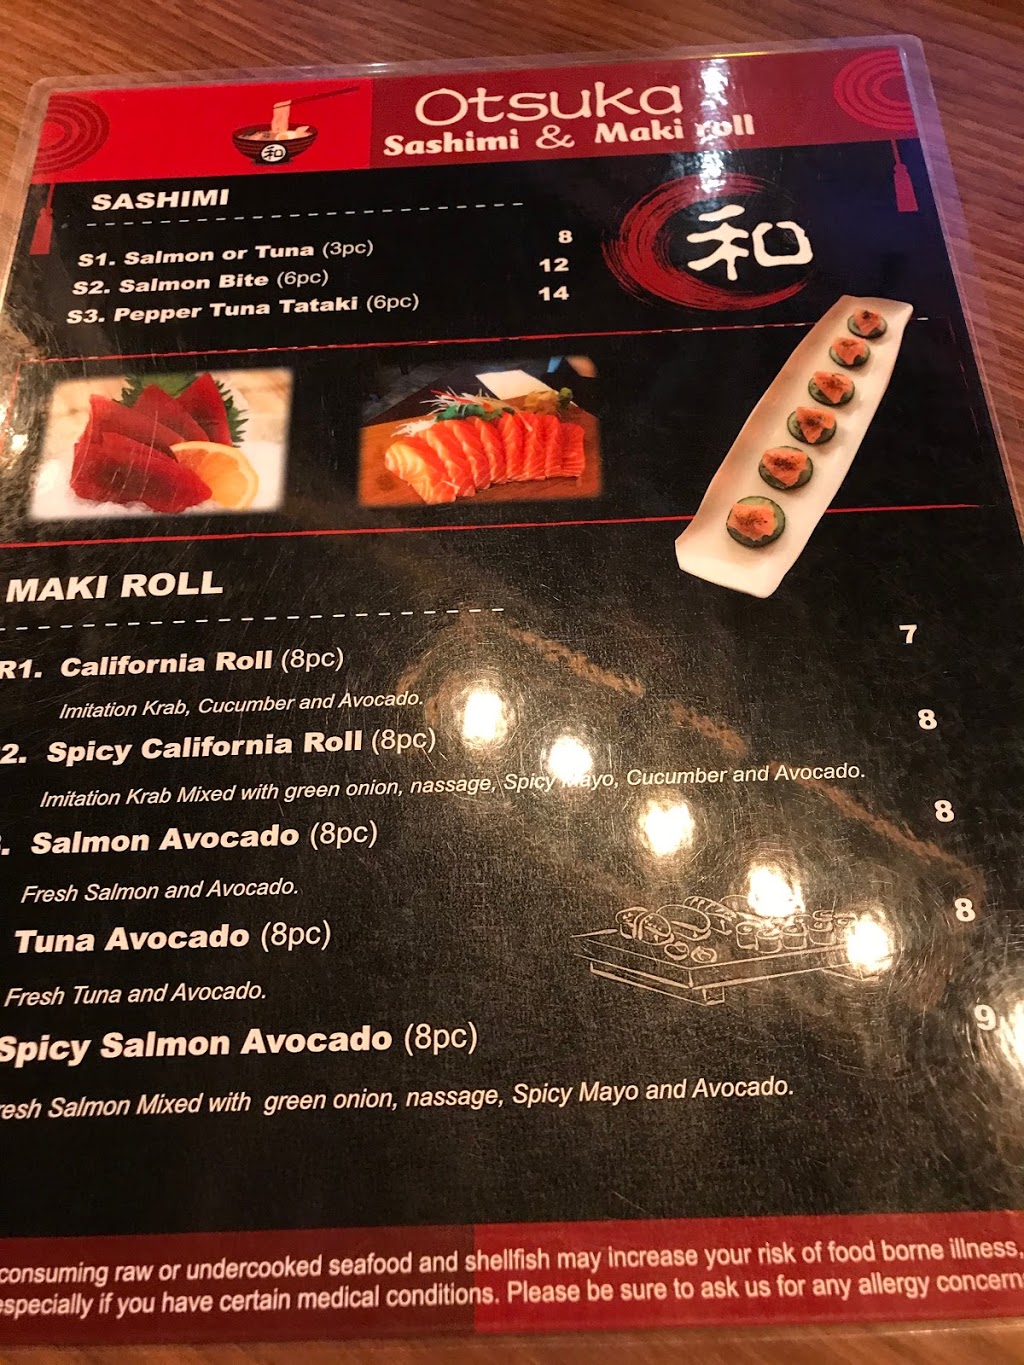 Otsuka
Sashimi & Maki roll
和
和
SASHIMI
S1. Salmon or Tuna (3pc) 8
S2. Salmon Bite (6pc) 12
S3. Pepper Tuna Tataki (6pc) 14
MAKI ROLL
R1. California Roll (8pc) 7
Imitation Krab, Cucumber and Avocado.
2. Spicy California Roll (8pc) 8
Imitation Krab Mixed with green onion, nassage, Spicy Mayo, Cucumber and Avocado.
. Salmon Avocado (8pc) 8
Fresh Salmon and Avocado.
Tuna Avocado (8pc) 8
Fresh Tuna and Avocado.
Spicy Salmon Avocado (8pc) 9
resh Salmon Mixed with green onion, nassage, Spicy Mayo and Avocado.
consuming raw or undercooked seafood and shellfish may increase your risk of food borne illness,
especially if you have certain medical conditions. Please be sure to ask us for any allergy concern